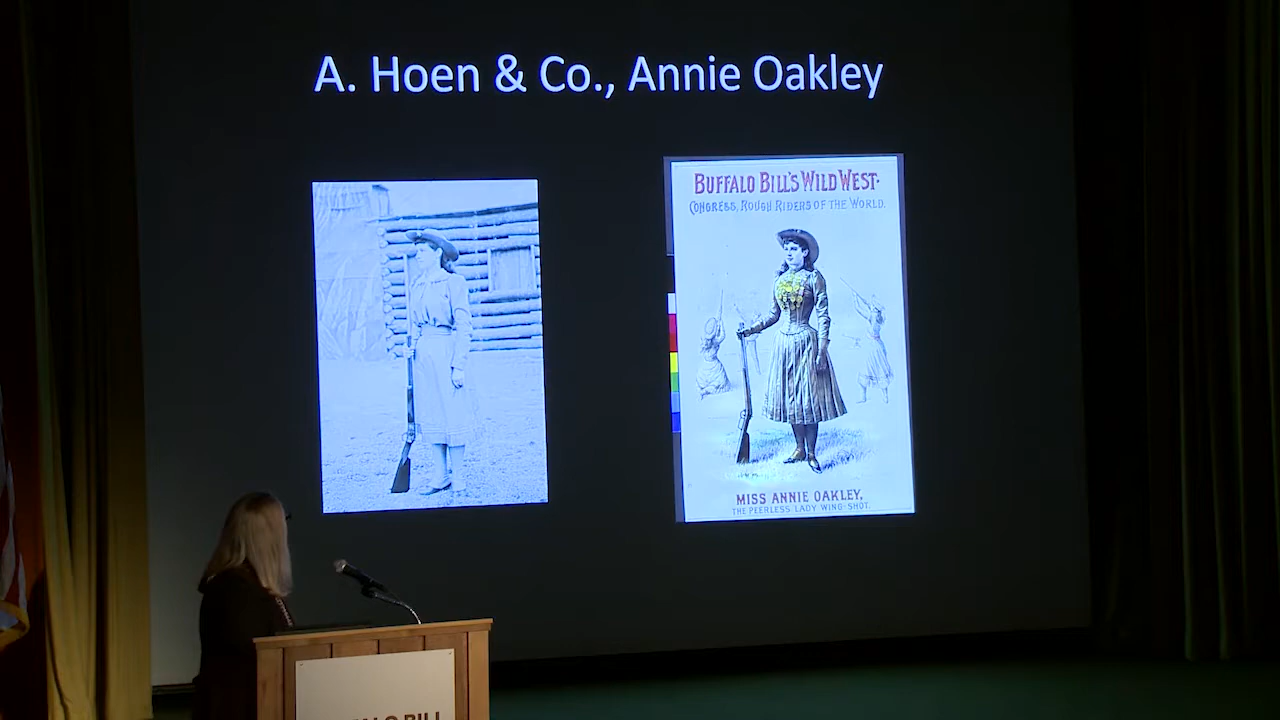 A. Hoen & Co., Annie Oakley
BUFFALO BILL'S WILD WEST·
CONGRESS, ROUGH RIDERS OF THE WORLD.
MISS ANNIE OAKLEY,
THE PEERLESS LADY WING-SHOT.
BILL